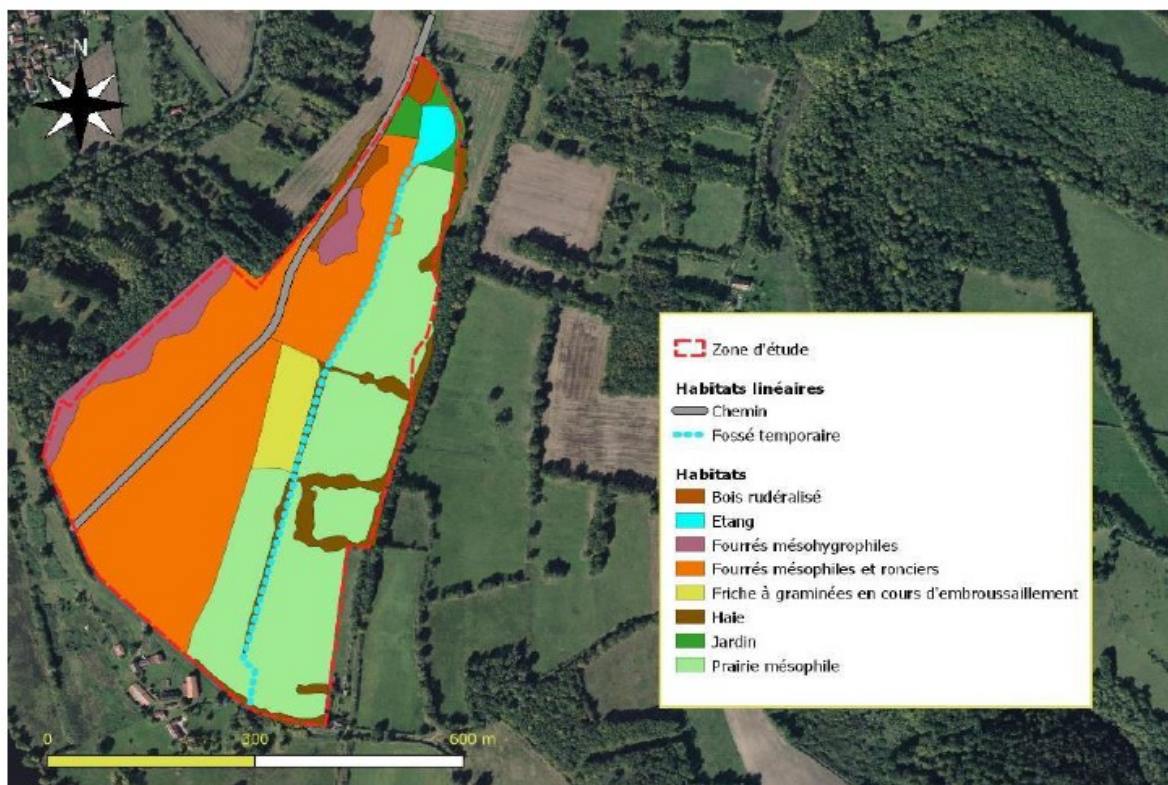 N
Zone d'étude
Habitats linéaires
Chemin
Fossé temporaire
Habitats
Bois rudéralisé
Etang
Fourrés mésohygrophiles
Fourrés mésophiles et ronciers
Friche à graminées en cours d'embroussaillement
Haie
Jardin
Prairie mésophile
0 300 600 m